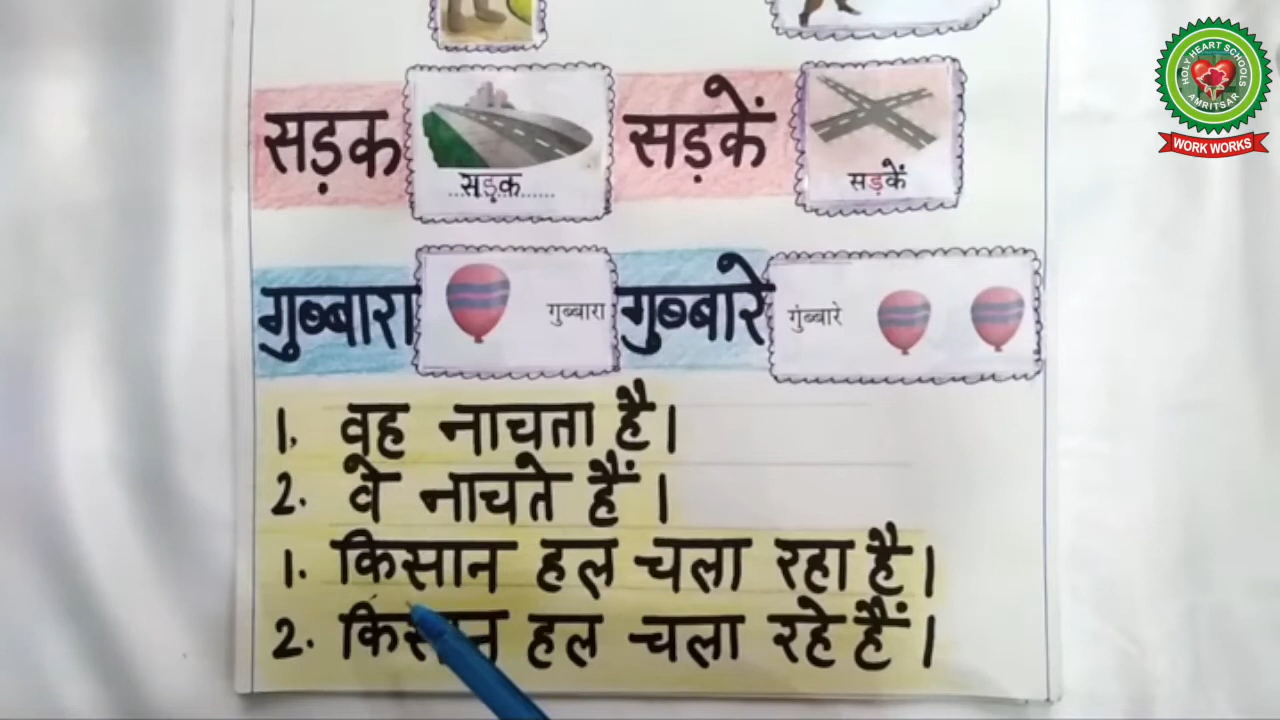 HOLY HEART SCHOOLS
AMRITSAR
WORK WORKS
सड़क सड़कें
सड़क सड़कें
गुब्बारा गुब्बारे
गुब्बारा गुंब्बारे
1. वह नाचता है।
2. वे नाचते हैं।
1. किसान हल चला रहा है।
2. किसान हल चला रहे हैं।